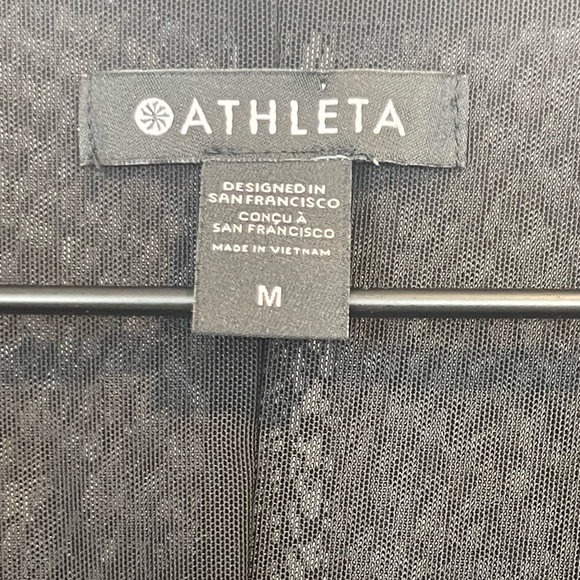 ATHLETA
DESIGNED IN
SAN FRANCISCO
CONÇU À
SAN FRANCISCO
MADE IN VIETNAM
M